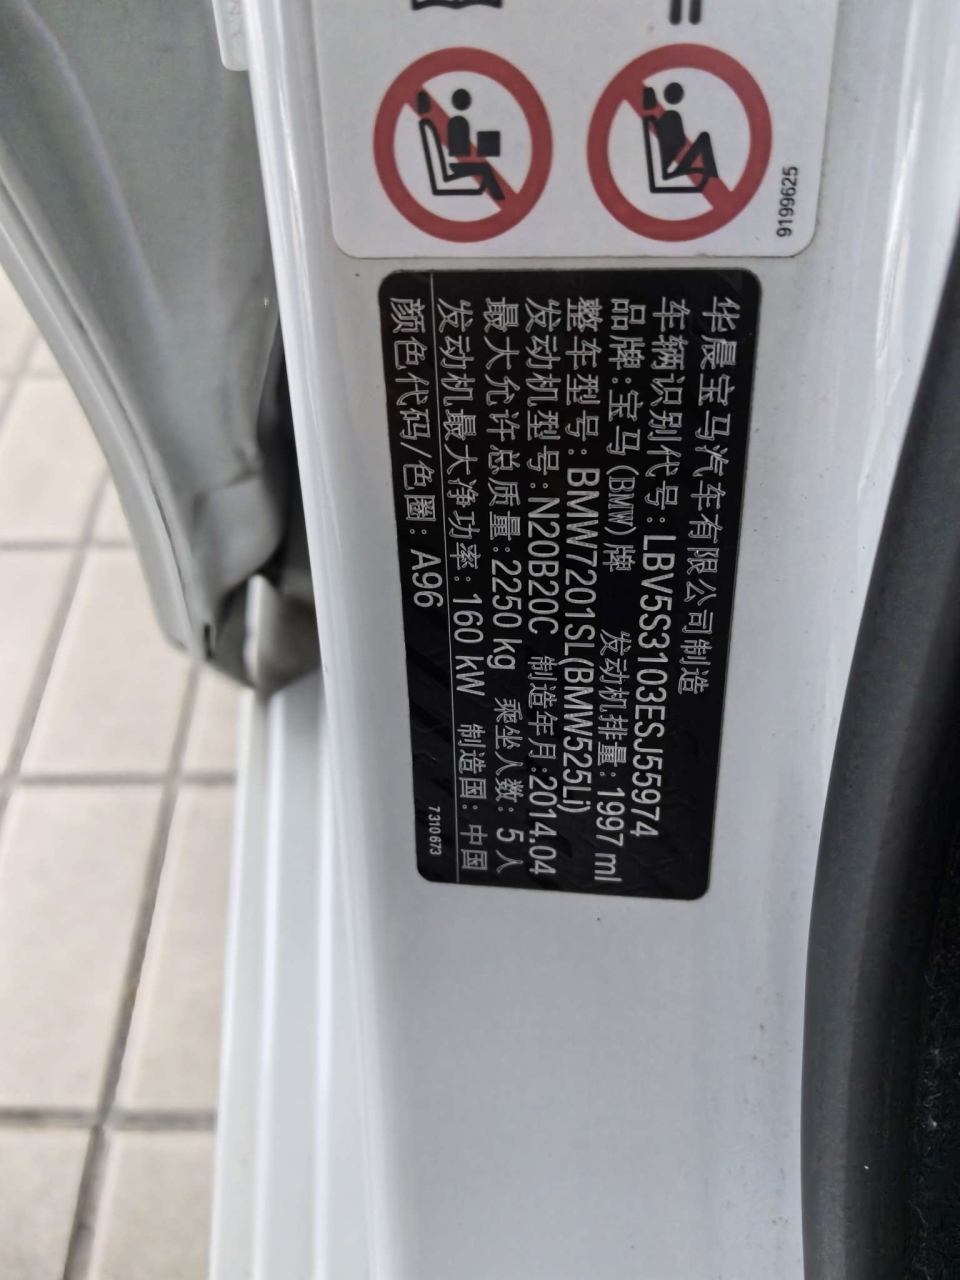 9199625
华晨宝马汽车有限公司制造
车辆识别代号:LBV5S3103ESJ55974
品牌:宝马(BMW)牌 发动机排量:1997 ml
整车型号:BMW7201SL(BMW525Li)
发动机型号:N20B20C 制造年月:2014.04
最大允许总质量:2250 kg 乘坐人数:5人
发动机最大净功率:160 kW 制造国:中国
颜色代码/色圈:A96
7 310 673